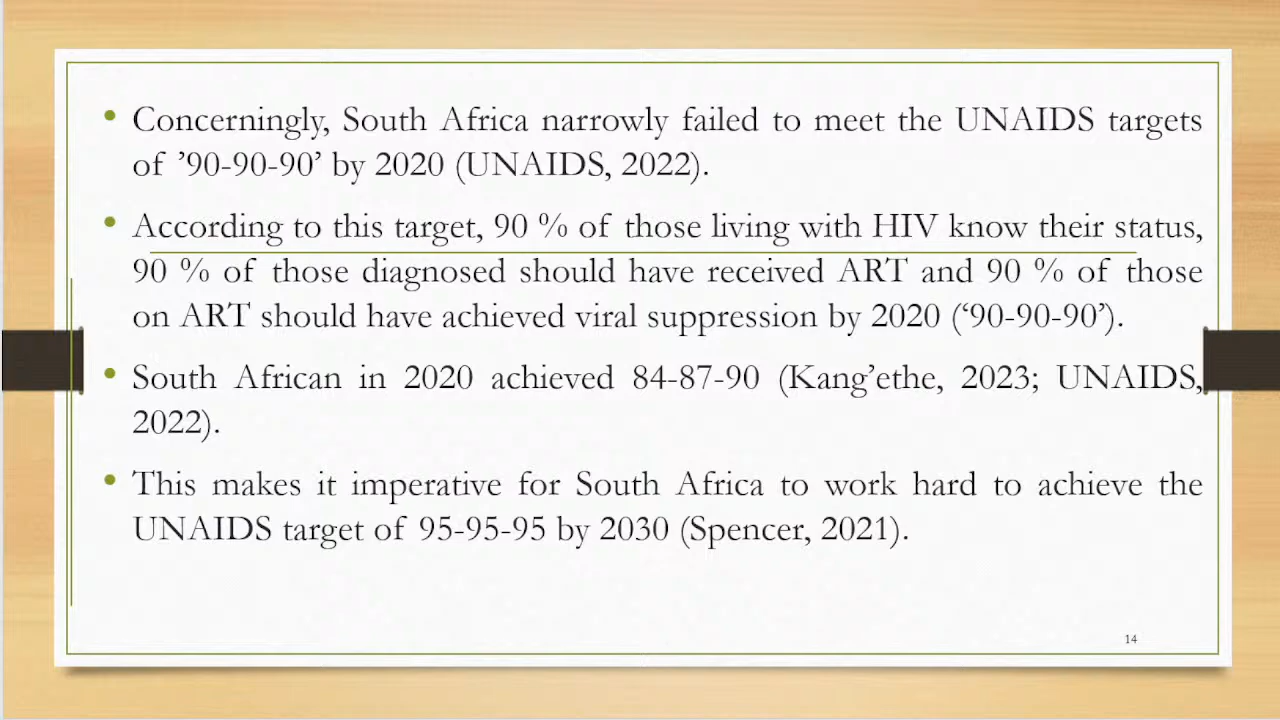 • Concerningly, South Africa narrowly failed to meet the UNAIDS targets
of ’90-90-90’ by 2020 (UNAIDS, 2022).
• According to this target, 90 % of those living with HIV know their status,
90 % of those diagnosed should have received ART and 90 % of those
on ART should have achieved viral suppression by 2020 (‘90-90-90’).
• South African in 2020 achieved 84-87-90 (Kang’ethe, 2023; UNAIDS,
2022).
• This makes it imperative for South Africa to work hard to achieve the
UNAIDS target of 95-95-95 by 2030 (Spencer, 2021).
14